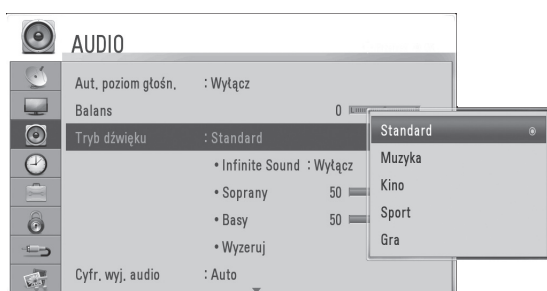 AUDIO
Aut. poziom głośn. : Wyłącz
Balans 0 L
Tryb dźwięku : Standard
• Infinite Sound : Wyłącz
• Soprany 50
• Basy 50
• Wyzeruj
Cyfr. wyj. audio : Auto
Standard
Muzyka
Kino
Sport
Gra